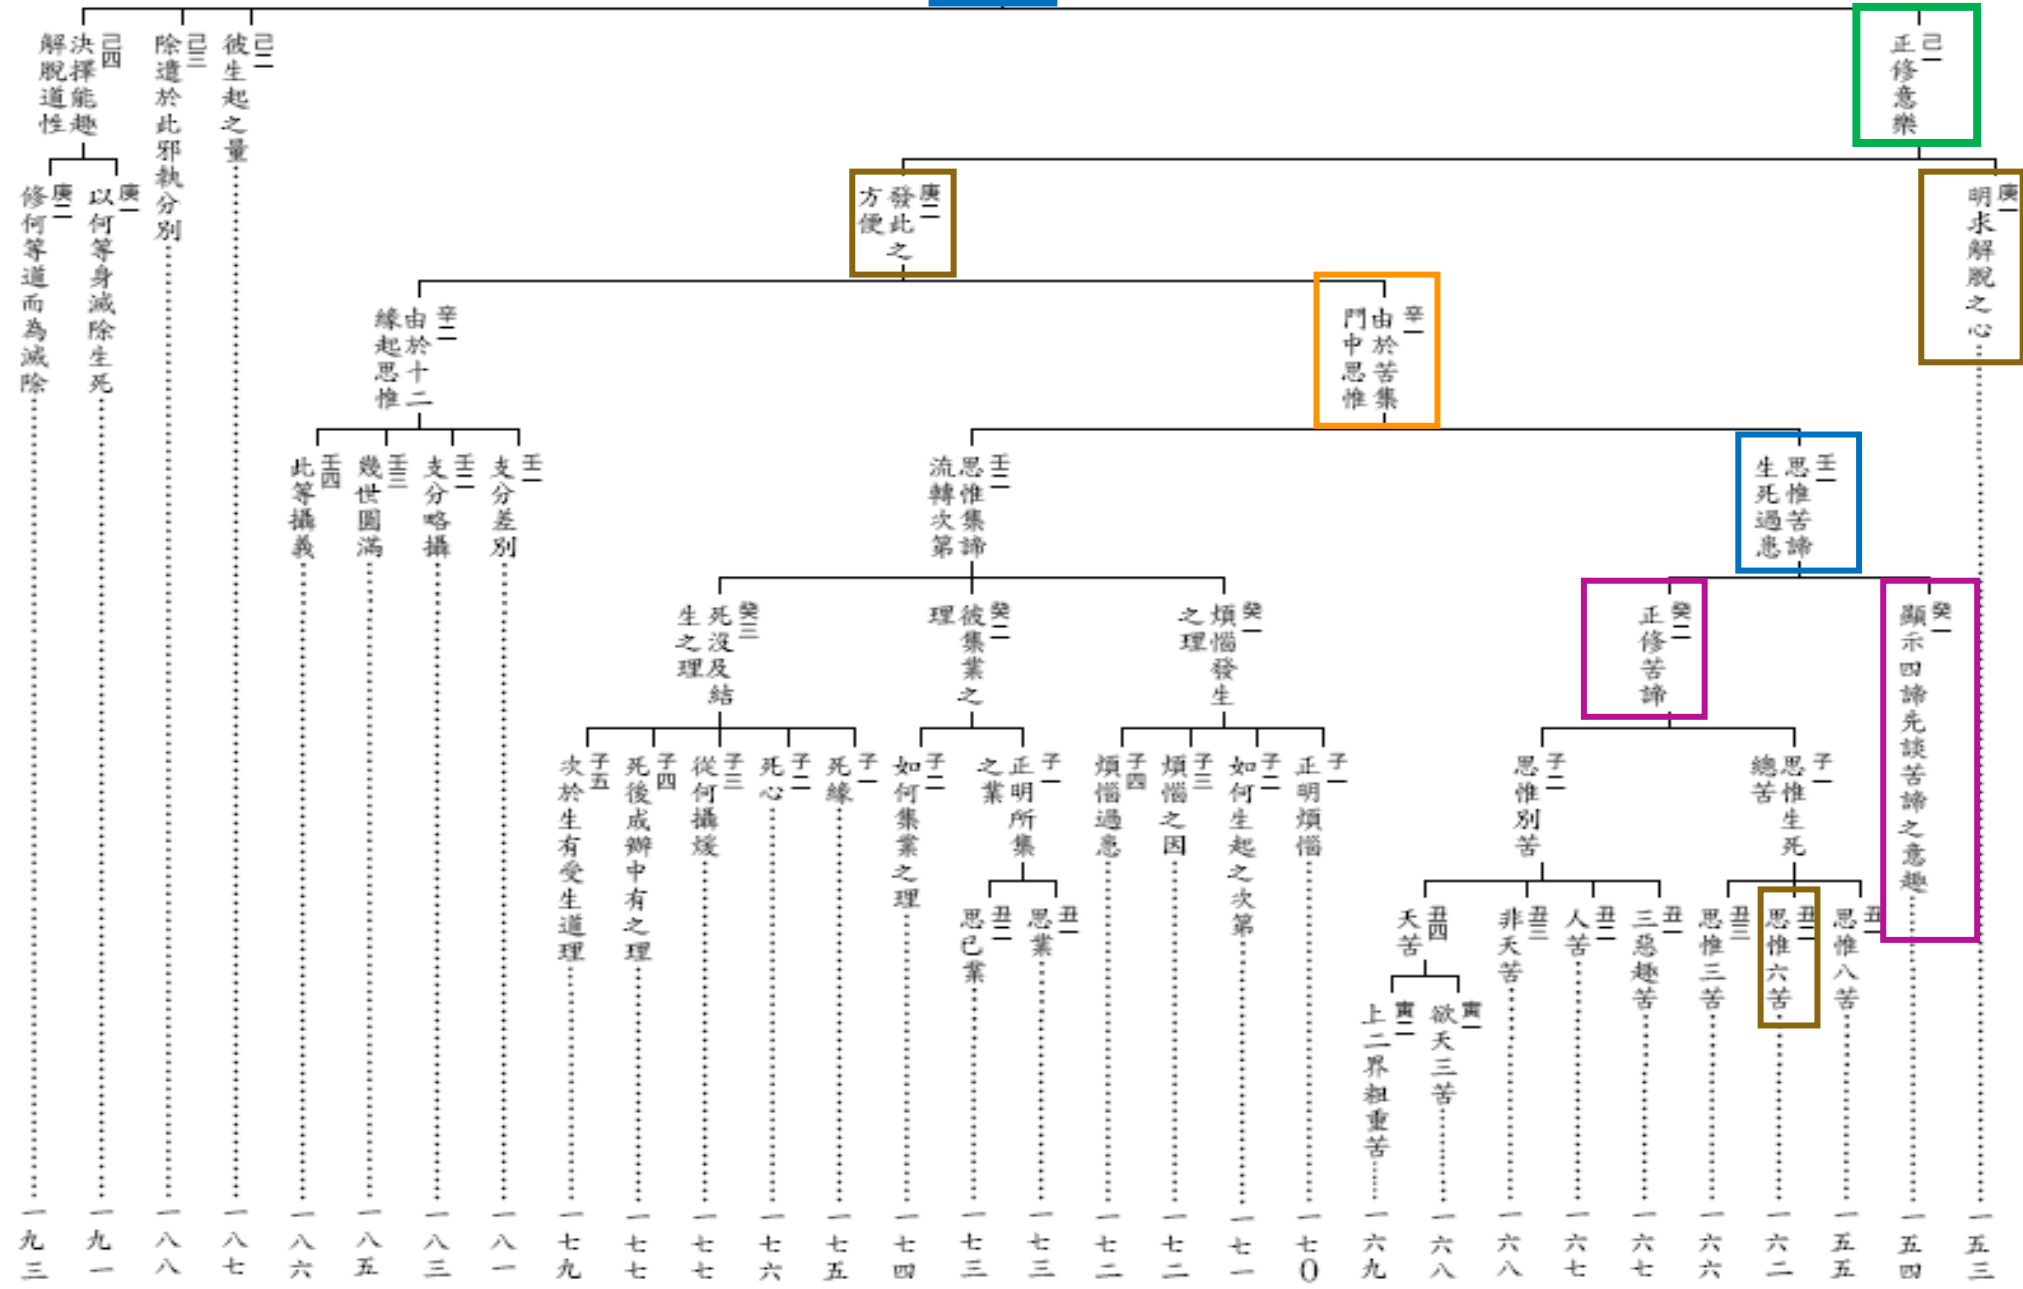 己一
正修意樂
己二
彼生起之量
一八七
己三
除遣於此邪執分別
一八八
己四
決擇能趣
解脫道性
庚一
明求解脫之心
一五三
庚二
發此之
方便
庚一
以何等身滅除生死
一九一
庚二
修何等道而為滅除
一九三
辛一
由於苦集
門中思惟
辛二
由於十二
緣起思惟
壬一
思惟苦諦
生死過患
壬二
思惟集諦
流轉次第
壬一
支分差別
一八一
壬二
支分略攝
一八三
壬三
幾世圓滿
一八五
壬四
此等攝義
一八六
癸一
顯示四諦先談苦諦之意趣
一五四
癸二
正修苦諦
癸一
煩惱發生
之理
癸二
彼集業之
理
癸三
死沒及結
生之理
子一
思惟生死
總苦
子二
思惟別苦
子一
正明煩惱
一七0
子二
如何生起之次第
一七一
子三
煩惱之因
一七二
子四
煩惱過患
一七二
子一
正明所集
之業
子二
如何集業之理
一七四
子一
死緣
一七五
子二
死心
一七六
子三
從何攝煖
一七七
子四
死後成辦中有之理
一七七
子五
次於生有受生道理
一七九
丑一
思惟八苦
一五五
丑二
思惟六苦
一六二
丑三
思惟三苦
一六六
丑一
三惡趣苦
一六七
丑二
人苦
一六七
丑三
非天苦
一六八
丑四
天苦
丑一
思業
一七三
丑二
思已業
一七三
寅一
欲天三苦
一六八
寅二
上二界粗重苦
一六九